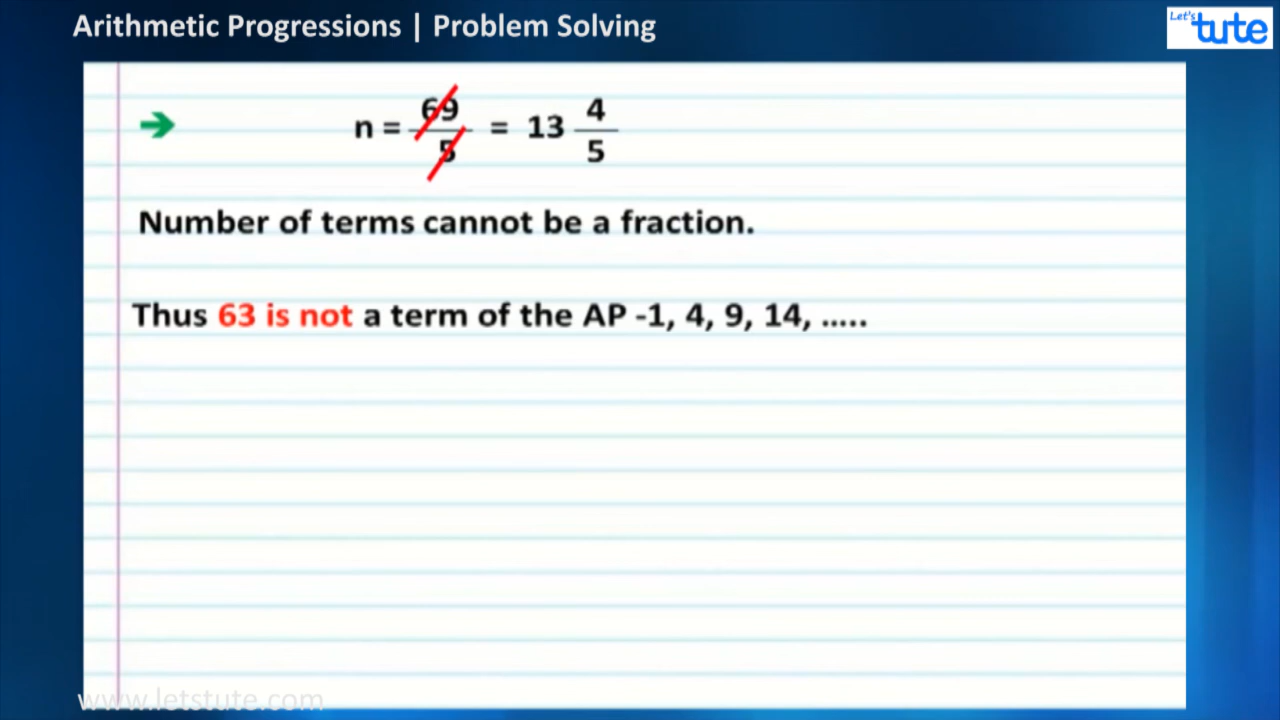 Arithmetic Progressions | Problem Solving
Let's tute
➔ n = 69/5 = 13 4/5
Number of terms cannot be a fraction.
Thus 63 is not a term of the AP -1, 4, 9, 14, .....
www.letstute.com